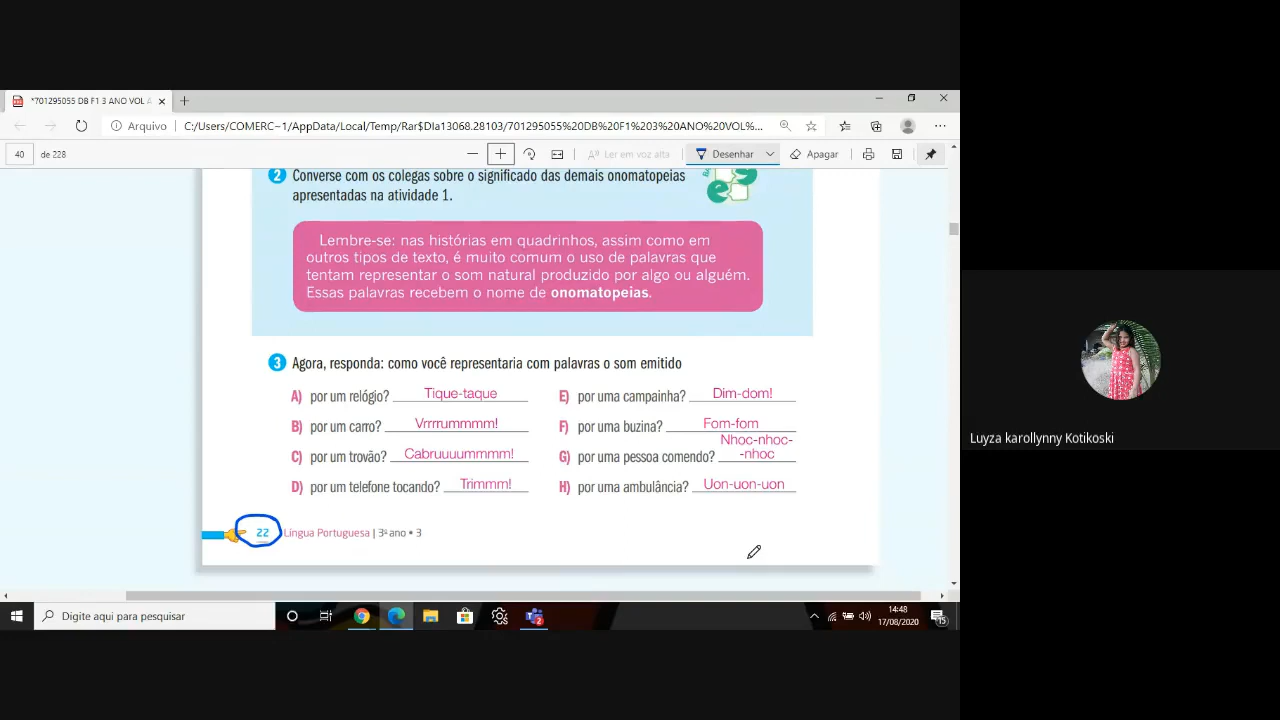 *701295055 DB F1 3 ANO VOL
Arquivo | C:/Users/COMERC~1/AppData/Local/Temp/Rar$DIa13068.28103/701295055%20DB%20F1%203%20ANO%20VOL%...
40 de 228
Ler em voz alta
Desenhar
Apagar
2 Converse com os colegas sobre o significado das demais onomatopeias
apresentadas na atividade 1.
Lembre-se: nas histórias em quadrinhos, assim como em
outros tipos de texto, é muito comum o uso de palavras que
tentam representar o som natural produzido por algo ou alguém.
Essas palavras recebem o nome de onomatopeias.
3 Agora, responda: como você representaria com palavras o som emitido
A) por um relógio? Tique-taque
B) por um carro? Vrrrrummmm!
C) por um trovão? Cabruuuummmm!
D) por um telefone tocando? Trimmm!
E) por uma campainha? Dim-dom!
F) por uma buzina? Fom-fom
G) por uma pessoa comendo? Nhoc-nhoc-
-nhoc
H) por uma ambulância? Uon-uon-uon
22 Língua Portuguesa | 3º ano • 3
Luyza karollynny Kotikoski
Digite aqui para pesquisar
14:48
17/08/2020
15